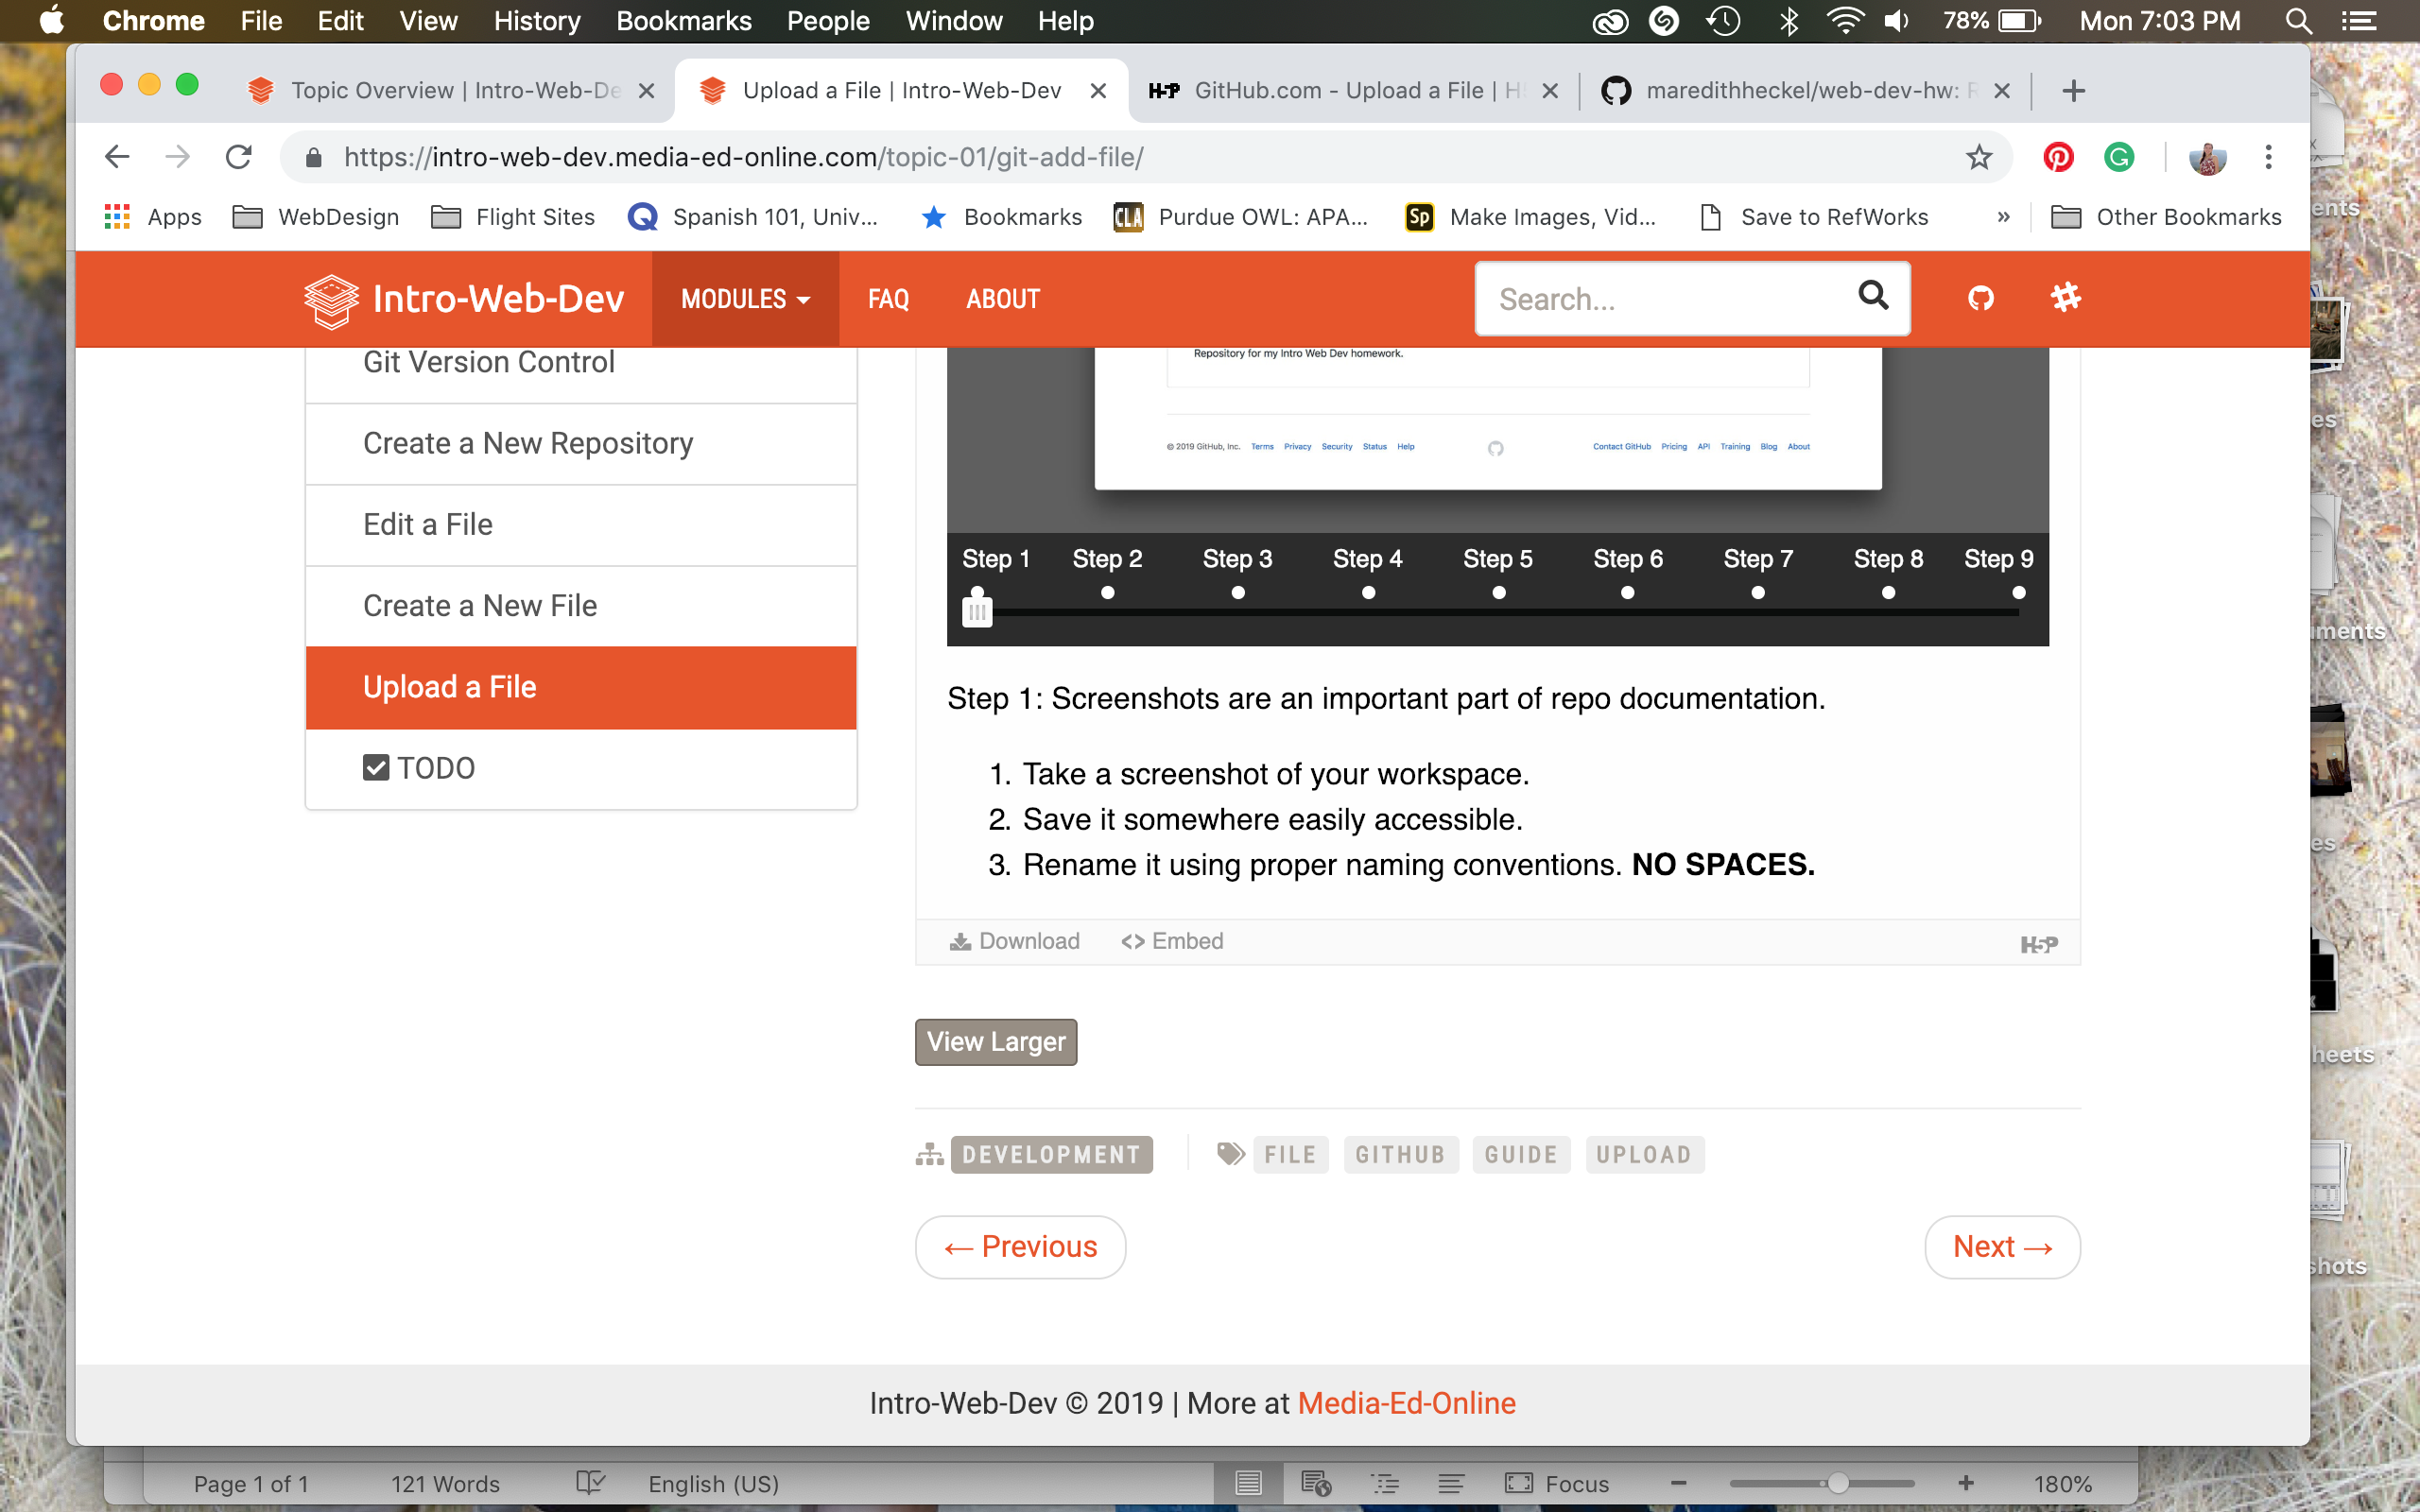 Chrome File Edit View History Bookmarks People Window Help 78% Mon 7:03 PM
Topic Overview | Intro-Web-De Upload a File | Intro-Web-Dev H5P GitHub.com - Upload a File | H maredithheckel/web-dev-hw: R
https://intro-web-dev.media-ed-online.com/topic-01/git-add-file/
Apps WebDesign Flight Sites Spanish 101, Univ... Bookmarks CLA Purdue OWL: APA... Sp Make Images, Vid... Save to RefWorks » Other Bookmarks
Intro-Web-Dev MODULES FAQ ABOUT Search...
Git Version Control
Create a New Repository
Edit a File
Create a New File
Upload a File
TODO
Repository for my Intro Web Dev homework.
© 2019 GitHub, Inc. Terms Privacy Security Status Help Contact GitHub Pricing API Training Blog About
Step 1 Step 2 Step 3 Step 4 Step 5 Step 6 Step 7 Step 8 Step 9
Step 1: Screenshots are an important part of repo documentation.
1. Take a screenshot of your workspace.
2. Save it somewhere easily accessible.
3. Rename it using proper naming conventions. NO SPACES.
Download <> Embed H5P
View Larger
DEVELOPMENT FILE GITHUB GUIDE UPLOAD
← Previous Next →
Intro-Web-Dev © 2019 | More at Media-Ed-Online
Page 1 of 1 121 Words English (US) Focus 180%